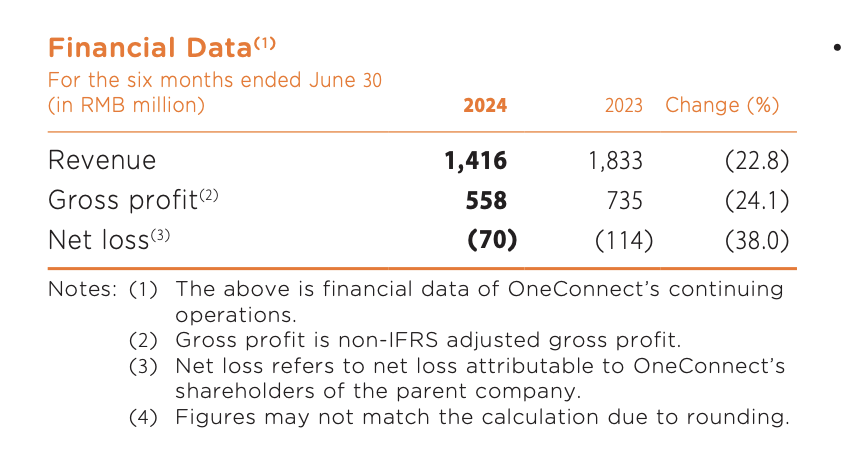 Financial Data(1)
For the six months ended June 30
(in RMB million) 2024 2023 Change (%)
Revenue 1,416 1,833 (22.8)
Gross profit(2) 558 735 (24.1)
Net loss(3) (70) (114) (38.0)
Notes: (1) The above is financial data of OneConnect’s continuing
operations.
(2) Gross profit is non-IFRS adjusted gross profit.
(3) Net loss refers to net loss attributable to OneConnect’s
shareholders of the parent company.
(4) Figures may not match the calculation due to rounding.
•